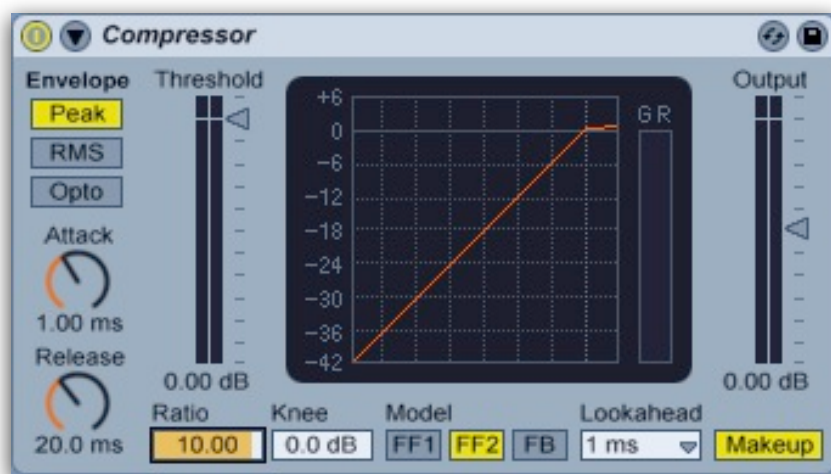 Compressor
Envelope
Threshold
Output
Peak
RMS
Opto
Attack
1.00 ms
Release
20.0 ms
+6
0
-6
-12
-18
-24
-30
-36
-42
GR
0.00 dB
0.00 dB
Ratio
Knee
Model
Lookahead
10.00
0.0 dB
FF1
FF2
FB
1 ms
Makeup